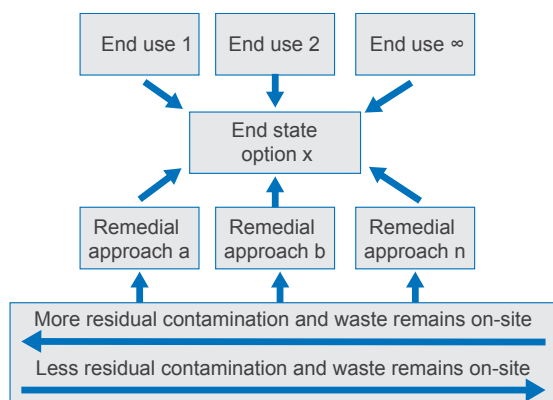 End use 1
End use 2
End use ∞
End state
option x
Remedial
approach a
Remedial
approach b
Remedial
approach n
More residual contamination and waste remains on-site
Less residual contamination and waste remains on-site